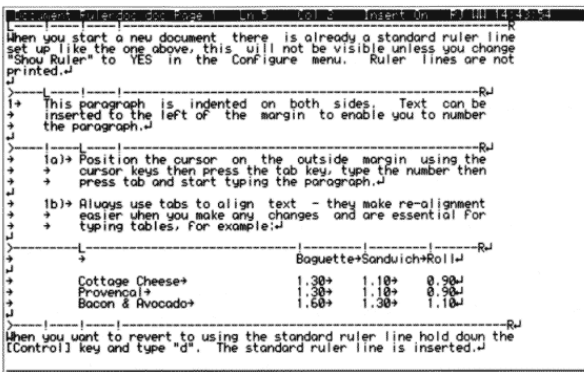 Document rulerdoc.doc Page 1 Ln 5 Col 2 Insert On PJ WN 14:43:54
L----!----!----!------------------------------------------------R
When you start a new document there is already a standard ruler line
set up like the one above, this will not be visible unless you change
"Show Ruler" to YES in the Configure menu. Ruler lines are not
printed.↵
>----L----!----!--------------------------------------------R↵
1→ This paragraph is indented on both sides. Text can be
inserted to the left of the margin to enable you to number
the paragraph.↵
↵
>----!----L----!--------------------------------------------R↵
→ 1a)→ Position the cursor on the outside margin using the
→ → cursor keys then press the tab key, type the number then
→ → press tab and start typing the paragraph.↵
↵
→ 1b)→ Always use tabs to align text - they make re-alignment
→ → easier when you make any changes and are essential for
→ → typing tables, for example:↵
↵
>---------L---------------------------!--------!-------!------R↵
→ → Baguette→Sandwich→Roll↵
↵
→ Cottage Cheese→ 1.30→ 1.10→ 0.90↵
→ Provencal→ 1.30→ 1.10→ 0.90↵
→ Bacon & Avocado→ 1.60→ 1.30→ 1.10↵
↵
>----!----!----!------------------------------------------------R↵
When you want to revert to using the standard ruler line hold down the
[Control] key and type "d". The standard ruler line is inserted.↵